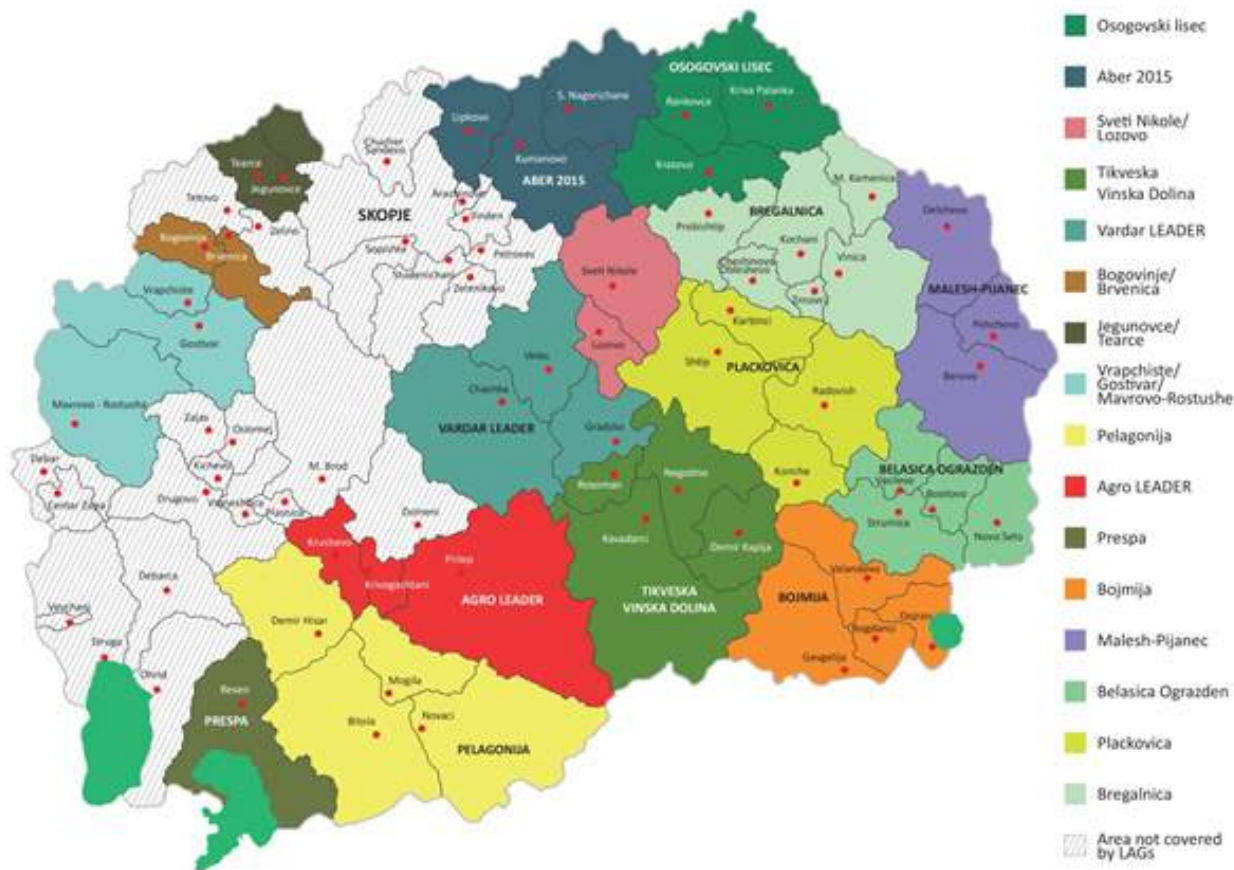 OSOGOVSKI LISEC
Kriva Palanka
Rankovce
Kratovo
S. Nagorichane
Lipkovo
Kumanovo
ABER 2015
Chucher
Sandevo
Tearce
Jegunovce
Tetovo
Zelino
SKOPJE
Arachinovo
Ilinden
Sopishte
Petrovec
Studenichani
Zelenikovo
Bogovinje
Brvenica
Vrapchiste
Gostivar
Mavrovo - Rostusha
M. Kamenica
BREGALNICA
Probishtip
Kochani
Vinica
Zrnovci
Delchevo
MALESH-PIJANEC
Pehchevo
Berovo
Sveti Nikole
Lozovo
Karbinci
Shtip
PLACKOVICA
Radovish
Konche
Veles
Chashka
VARDAR LEADER
Gradsko
Zajas
Oslomej
Kichevo
Drugovo
Vraneshtica
Plasnica
M. Brod
Dolneni
Debar
Centar Zupa
Debarca
Vevchani
Struga
Ohrid
Rosoman
Negotino
Kavadarci
Demir Kapija
TIKVESKA
VINSKA DOLINA
BELASICA OGRAZDEN
Vasilevo
Bosilovo
Strumica
Novo Selo
Krushevo
Krivogashtani
Prilep
AGRO LEADER
Demir Hisar
Mogila
Bitola
Novaci
PELAGONIJA
Resen
PRESPA
BOJMIJA
Valandovo
Bogdanci
Gevgelija
Osogovski lisec
Aber 2015
Sveti Nikole/
Lozovo
Tikveska
Vinska Dolina
Vardar LEADER
Bogovinje/
Brvenica
Jegunovce/
Tearce
Vrapchiste/
Gostivar/
Mavrovo-Rostushe
Pelagonija
Agro LEADER
Prespa
Bojmija
Malesh-Pijanec
Belasica Ograzden
Plackovica
Bregalnica
Area not covered
by LAGs